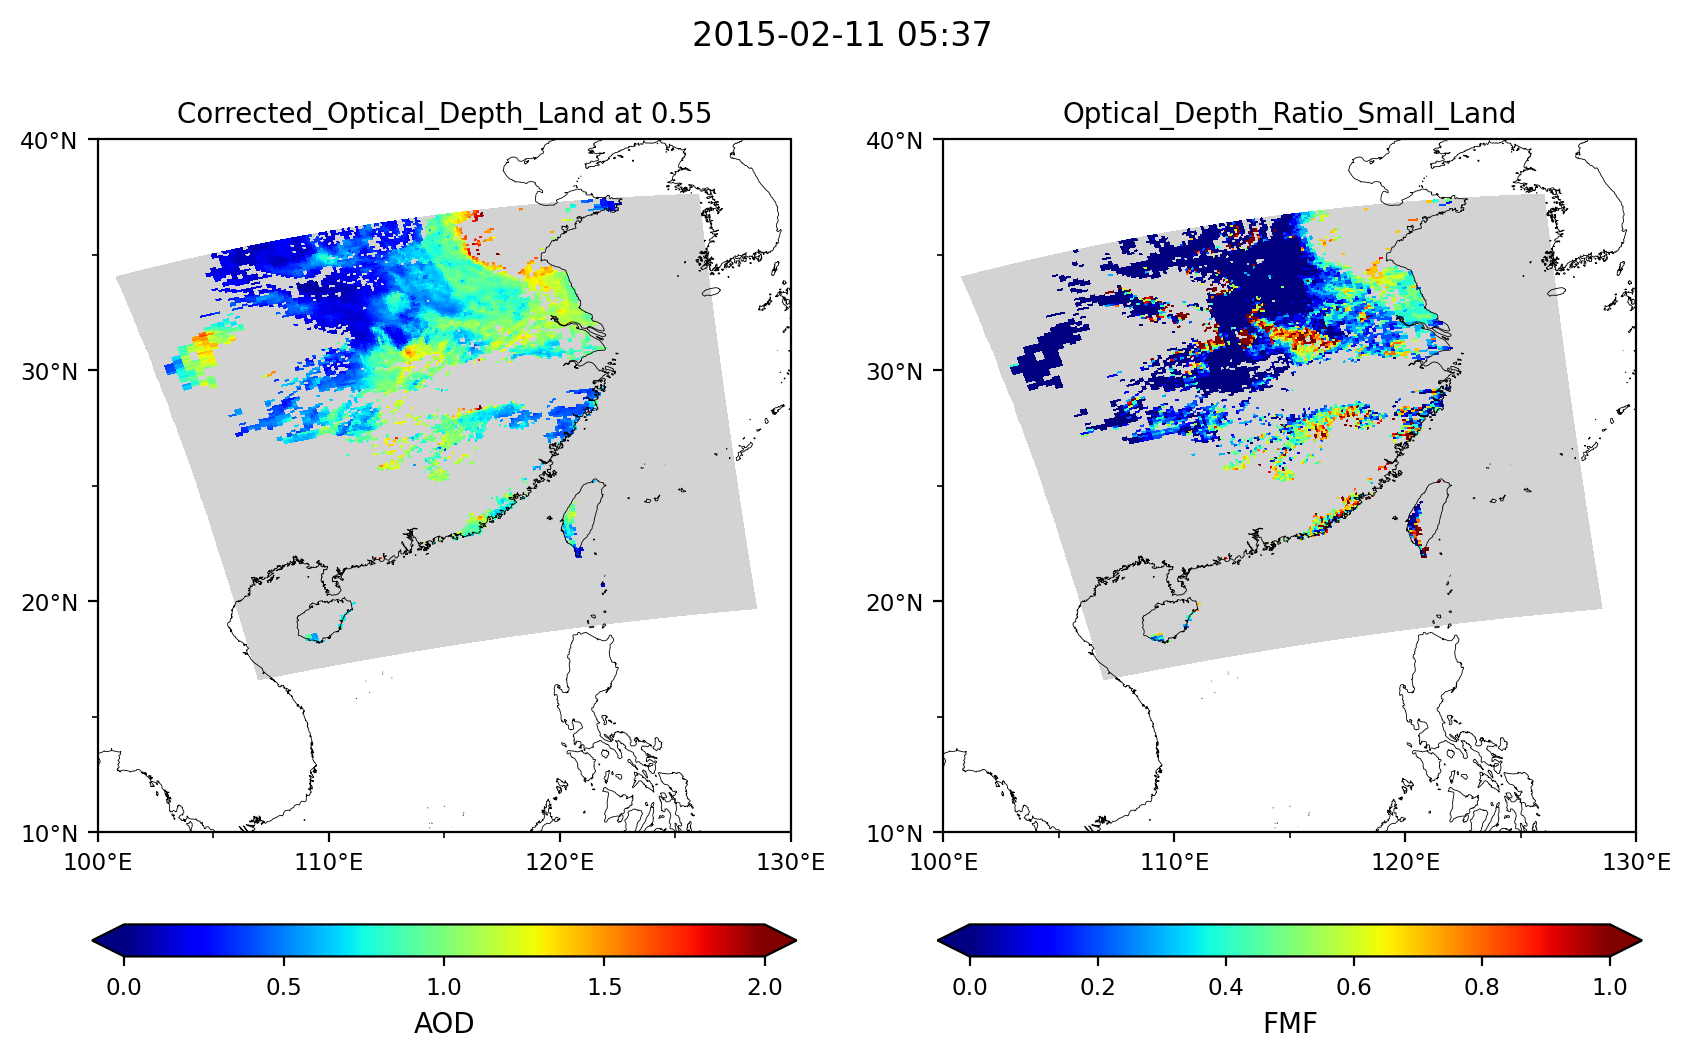 2015-02-11 05:37
Corrected_Optical_Depth_Land at 0.55
40°N
30°N
20°N
10°N
100°E 110°E 120°E 130°E
0.0 0.5 1.0 1.5 2.0
AOD
Optical_Depth_Ratio_Small_Land
40°N
30°N
20°N
10°N
100°E 110°E 120°E 130°E
0.0 0.2 0.4 0.6 0.8 1.0
FMF